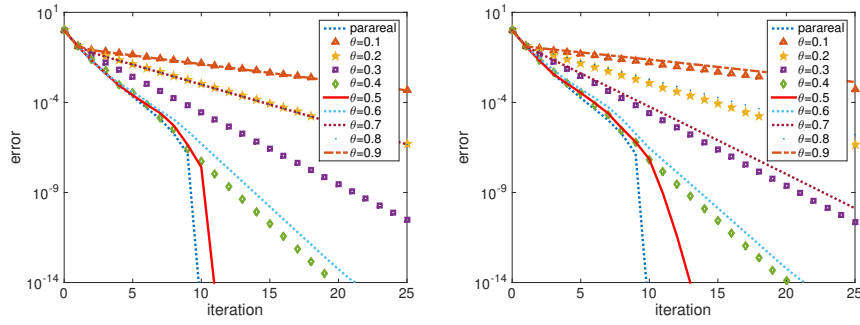 10^1
10^-4
10^-9
10^-14
error
0 5 10 15 20 25
iteration
parareal
θ=0.1
θ=0.2
θ=0.3
θ=0.4
θ=0.5
θ=0.6
θ=0.7
θ=0.8
θ=0.9
10^1
10^-4
10^-9
10^-14
error
0 5 10 15 20 25
iteration
parareal
θ=0.1
θ=0.2
θ=0.3
θ=0.4
θ=0.5
θ=0.6
θ=0.7
θ=0.8
θ=0.9